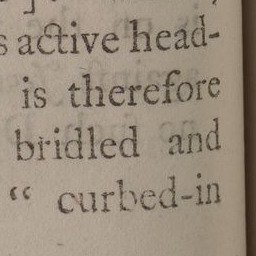 s active head-
is therefore
bridled and
“ curbed-in